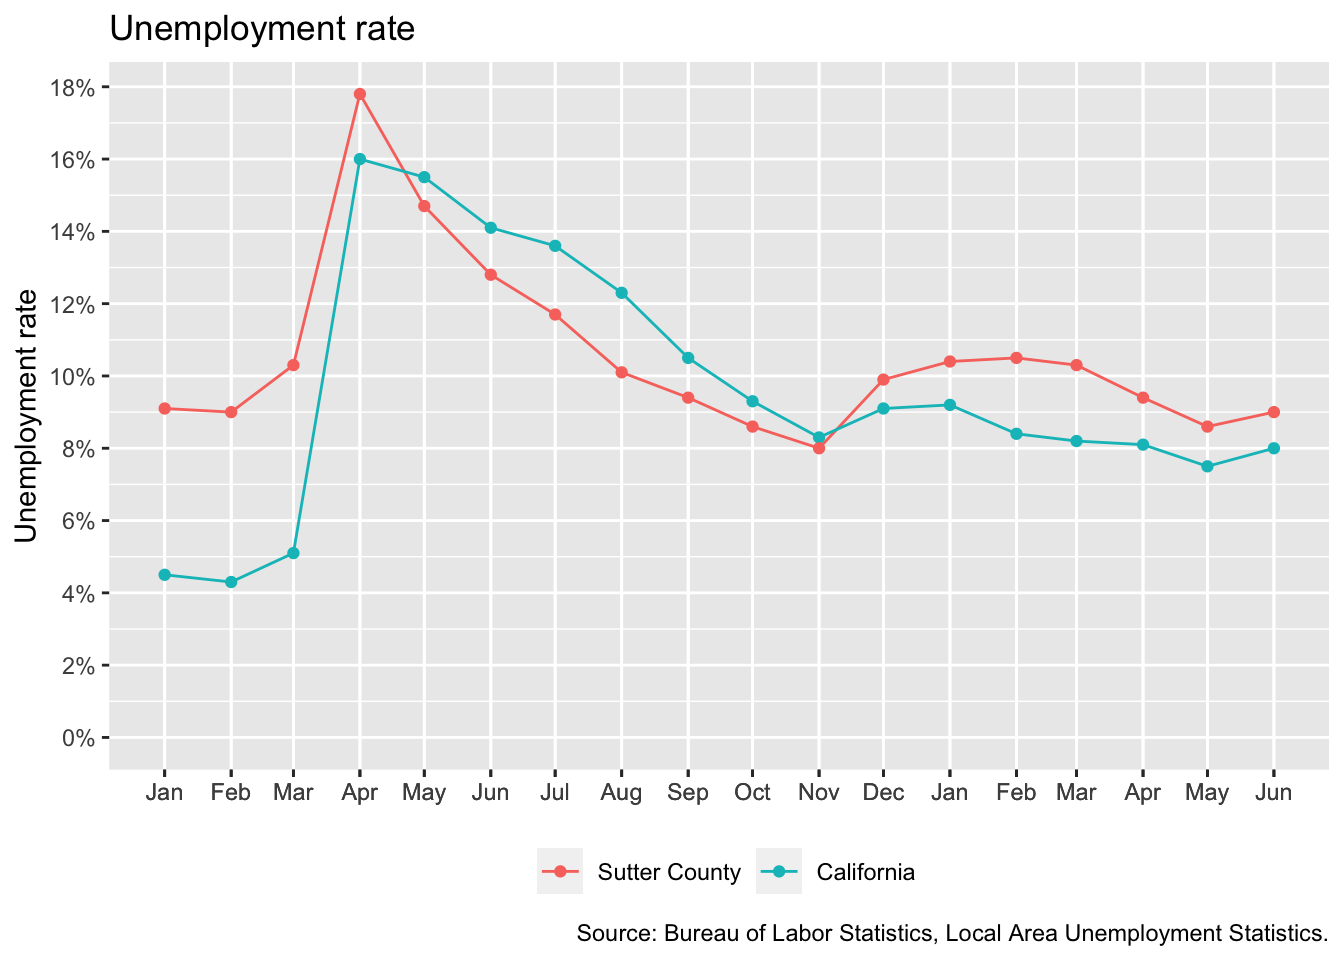 Unemployment rate
Unemployment rate
18%
16%
14%
12%
10%
8%
6%
4%
2%
0%
Jan Feb Mar Apr May Jun Jul Aug Sep Oct Nov Dec Jan Feb Mar Apr May Jun
Sutter County California
Source: Bureau of Labor Statistics, Local Area Unemployment Statistics.